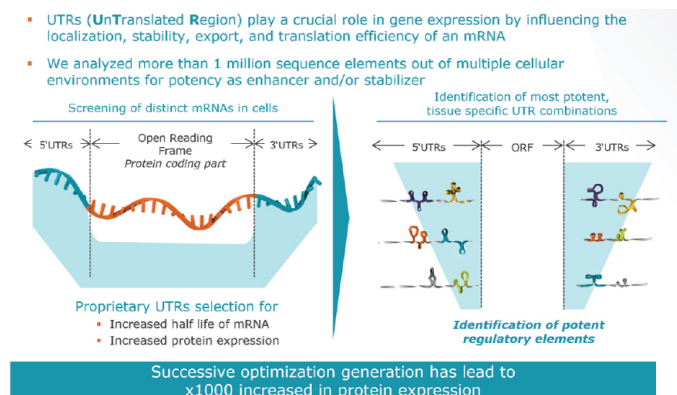 UTRs (UnTranslated Region) play a crucial role in gene expression by influencing the
localization, stability, export, and translation efficiency of an mRNA
We analyzed more than 1 million sequence elements out of multiple cellular
environments for potency as enhancer and/or stabilizer
Screening of distinct mRNAs in cells
5'UTRs
Open Reading
Frame
Protein coding part
3'UTRs
Proprietary UTRs selection for
Increased half life of mRNA
Increased protein expression
Identification of most ptotent,
tissue specific UTR combinations
5'UTRs
ORF
3'UTRs
Identification of potent
regulatory elements
Successive optimization generation has lead to
x1000 increased in protein expression